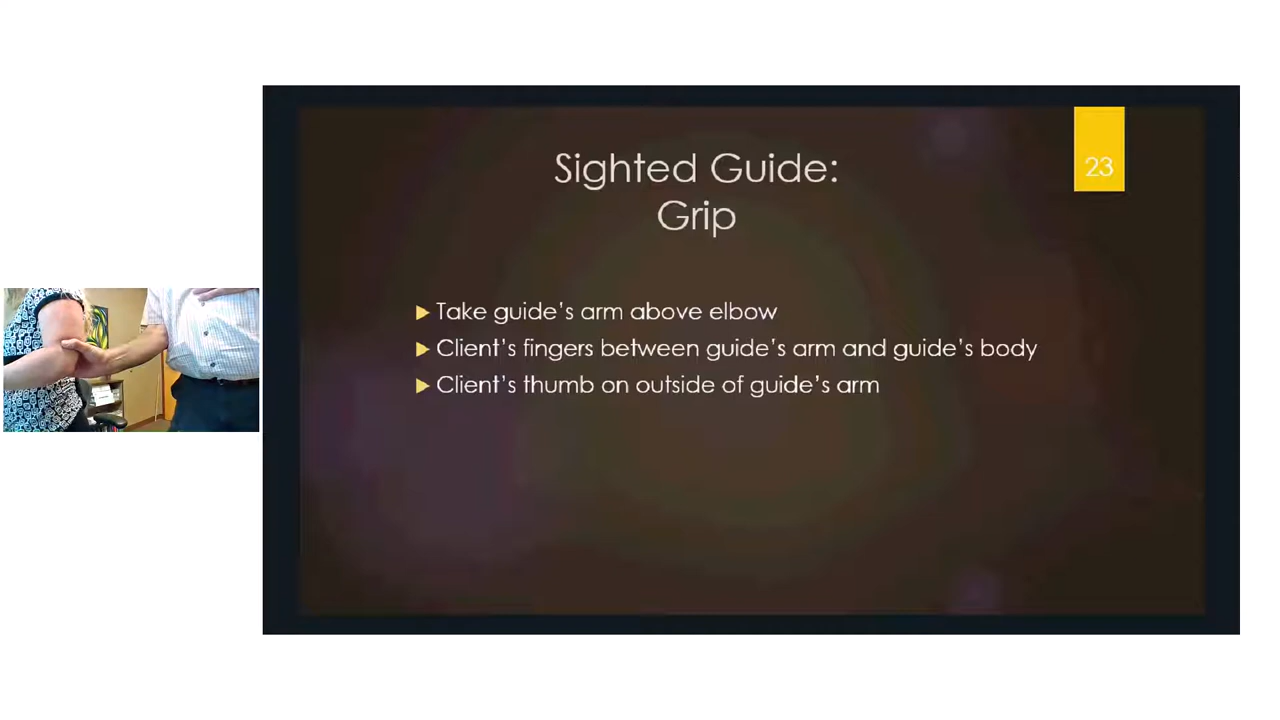 Sighted Guide:
Grip
23
Take guide's arm above elbow
Client's fingers between guide's arm and guide's body
Client's thumb on outside of guide's arm